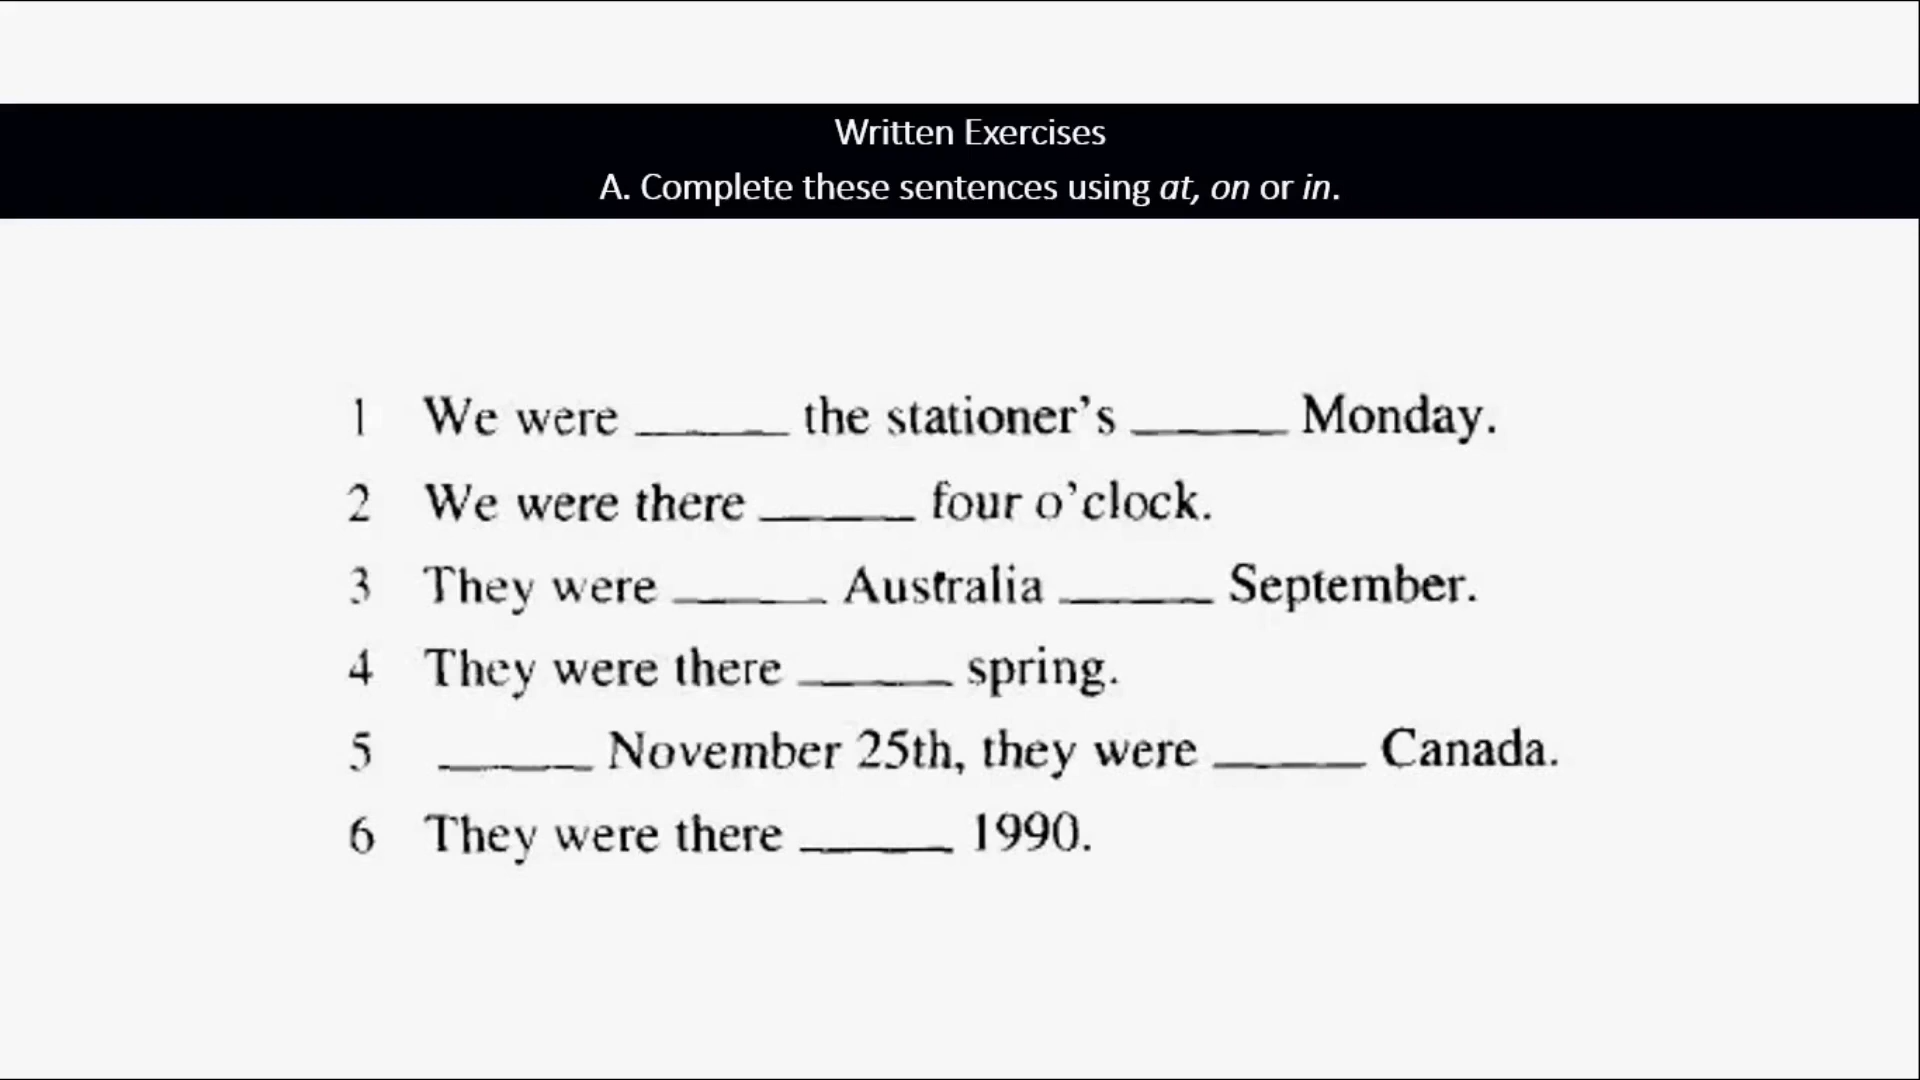 Written Exercises
A. Complete these sentences using at, on or in.
1 We were _____ the stationer's _____ Monday.
2 We were there _____ four o'clock.
3 They were _____ Australia _____ September.
4 They were there _____ spring.
5 _____ November 25th, they were _____ Canada.
6 They were there _____ 1990.